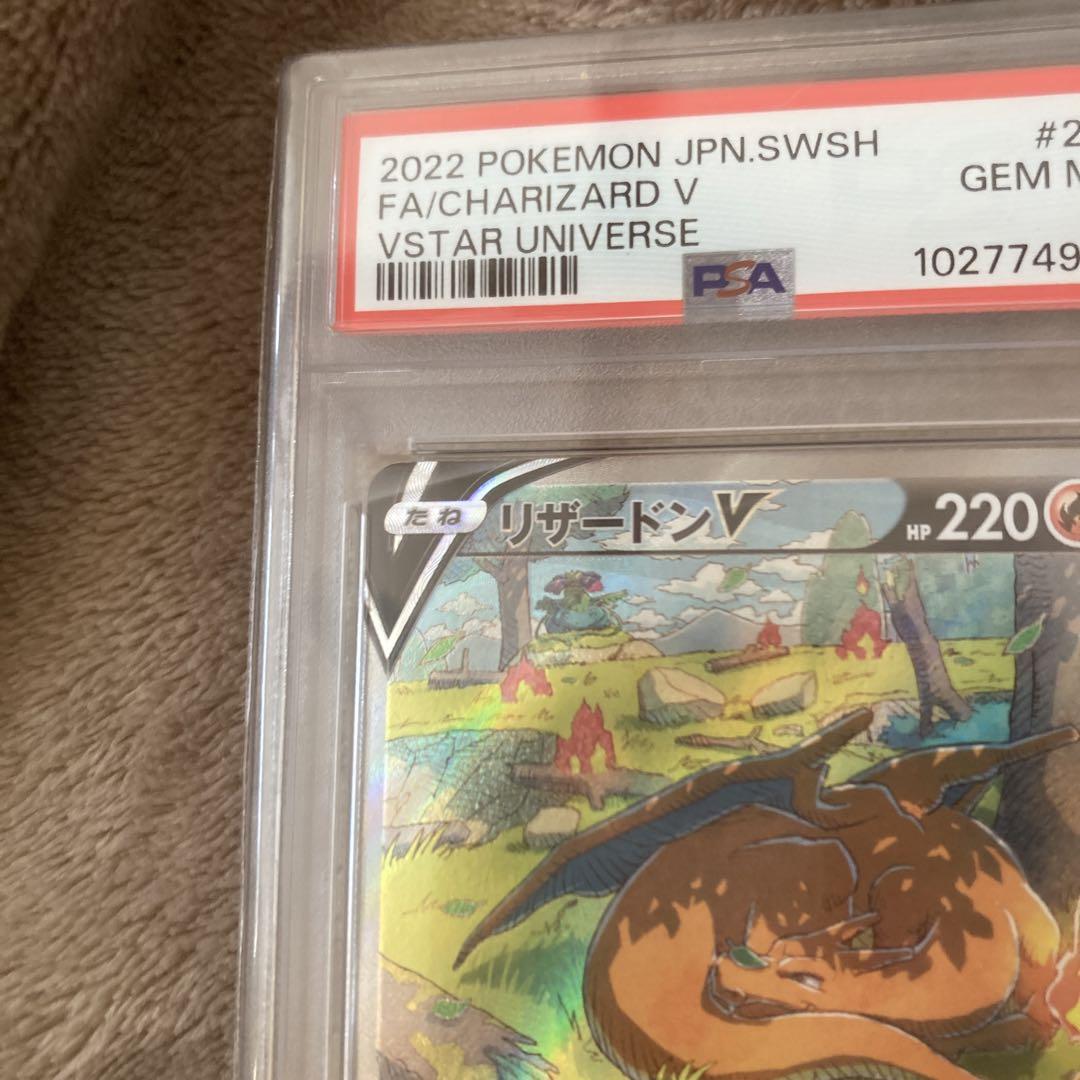 2022 POKEMON JPN.SWSH #2
FA/CHARIZARD V GEM M
VSTAR UNIVERSE
PSA 1027749
たね リザードンV HP 220